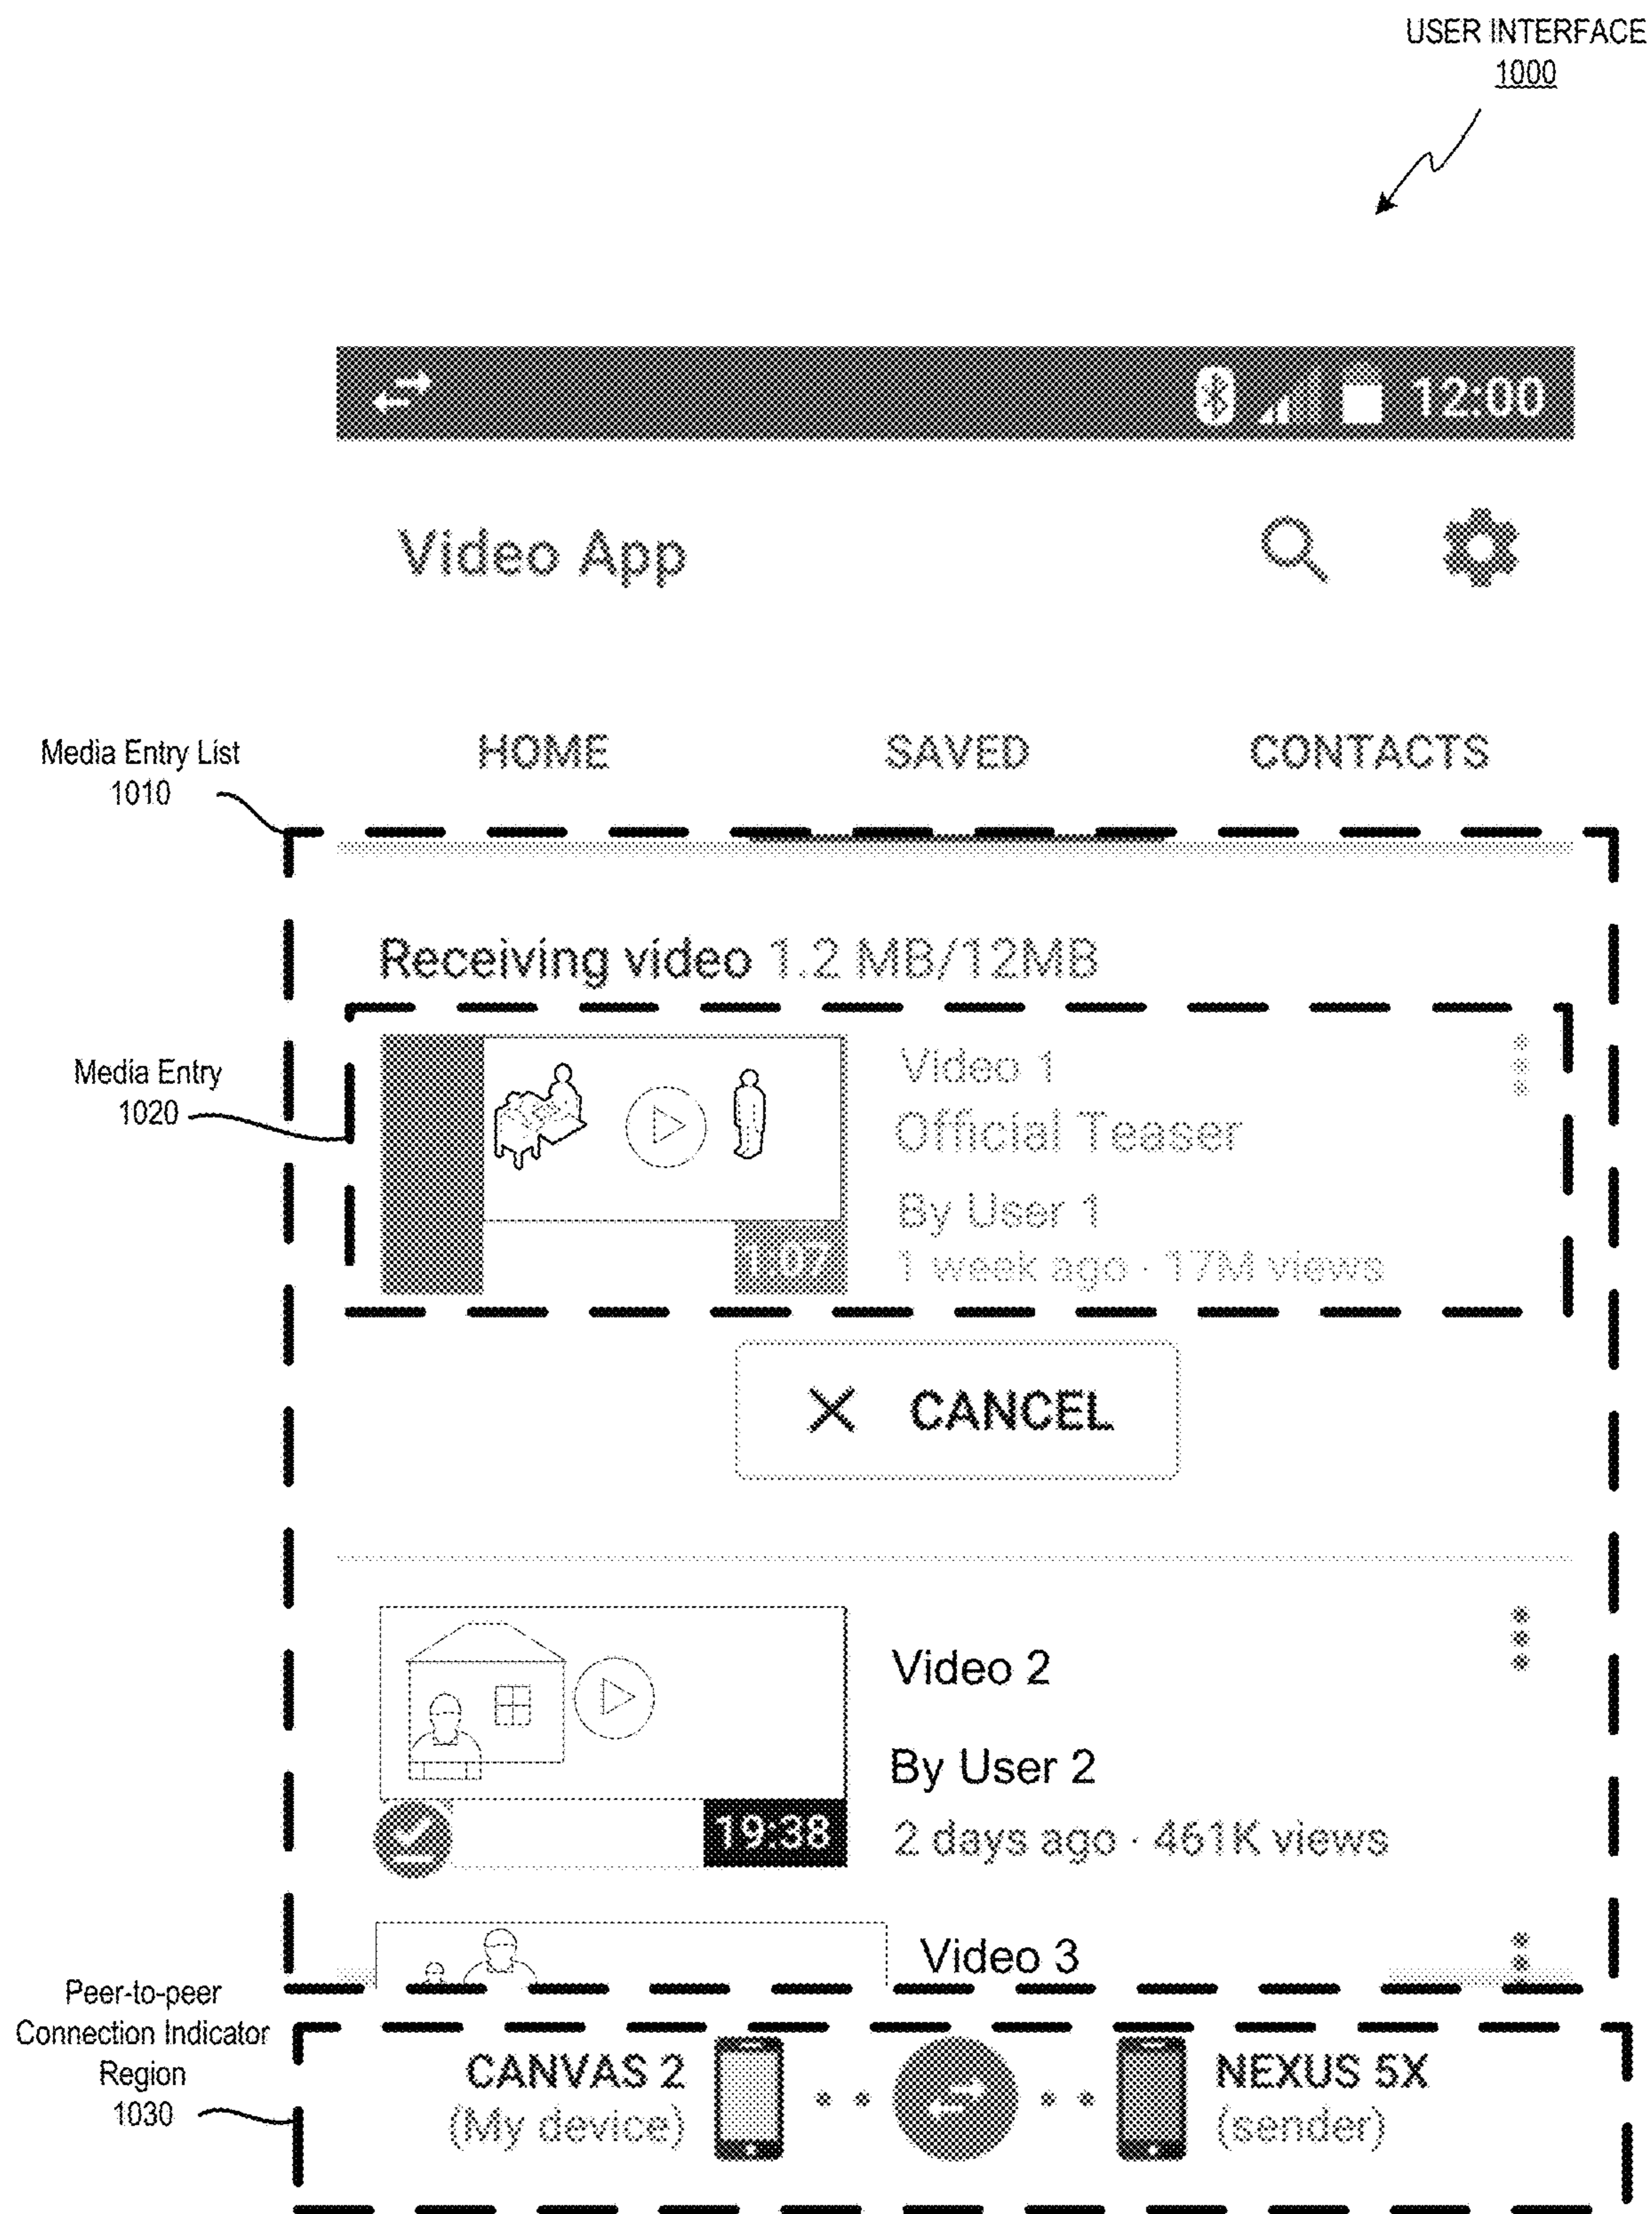 USER INTERFACE
1000
12:00
Video App
HOME SAVED CONTACTS
Media Entry List
1010
Receiving video 1.2 MB/12MB
Media Entry
1020
Video 1
Official Teaser
By User 1
1:07
1 week ago · 17M views
CANCEL
Video 2
By User 2
19:38
2 days ago · 461K views
Video 3
Peer-to-peer
Connection Indicator
Region
1030
CANVAS 2
(My device)
NEXUS 5X
(sender)